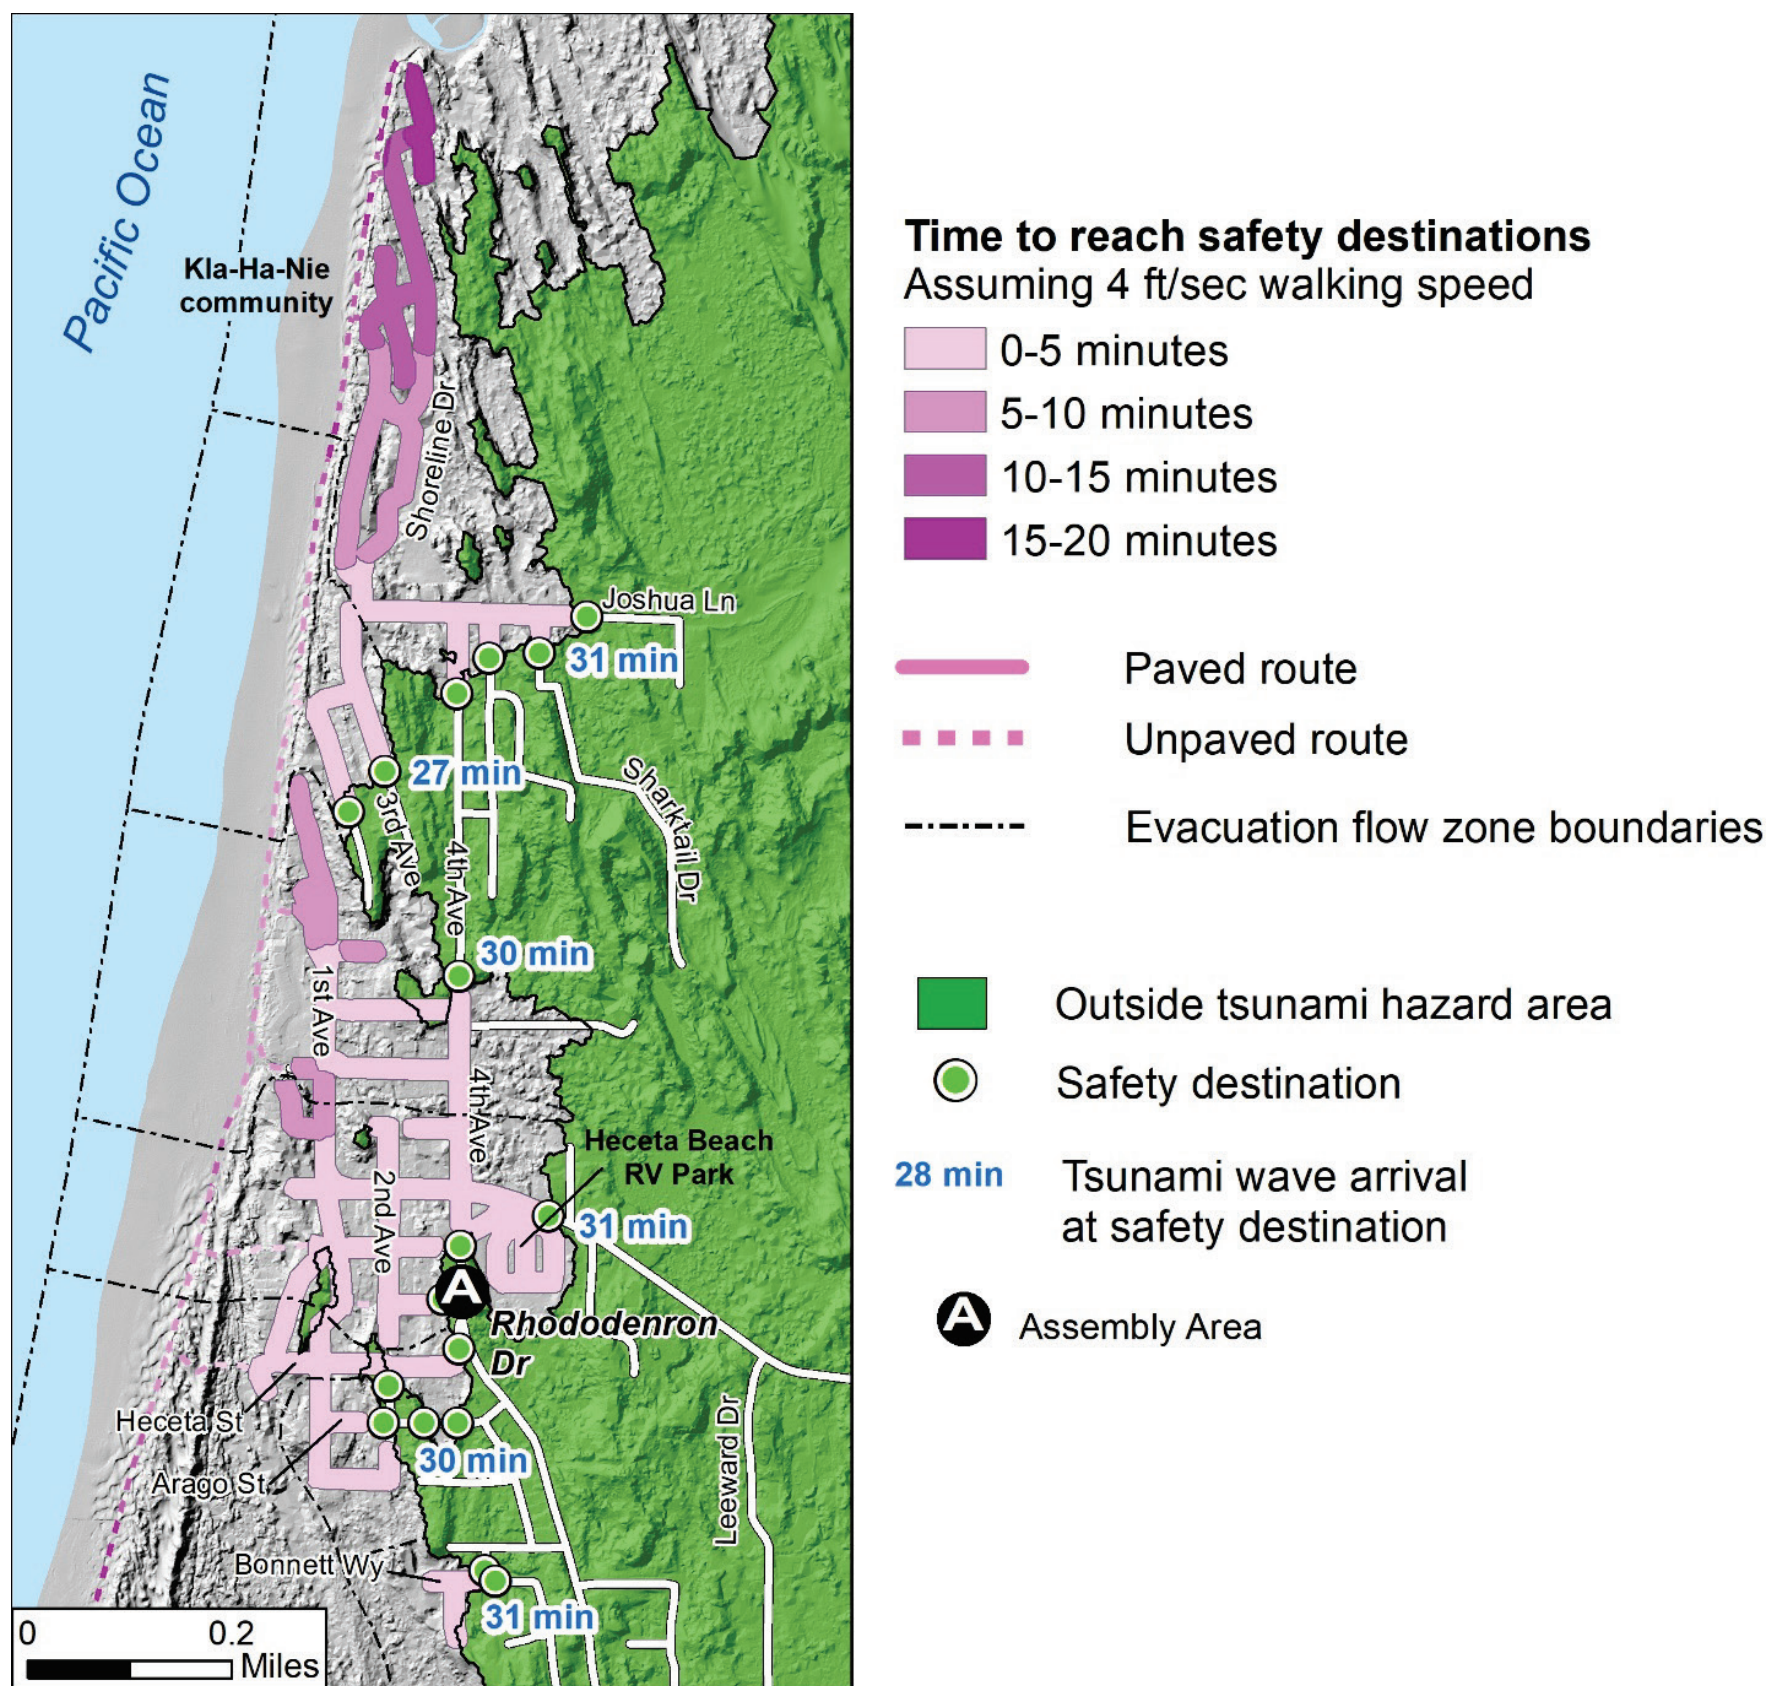 Pacific Ocean
Kla-Ha-Nie
community
Shoreline Dr
Joshua Ln
31 min
27 min
3rd Ave
4th Ave
Sharktail Dr
30 min
1st Ave
4th Ave
Heceta Beach
RV Park
2nd Ave
31 min
A
Rhododenron
Dr
Heceta St
Arago St
30 min
Leeward Dr
Bonnett Wy
31 min
0 0.2
Miles
Time to reach safety destinations
Assuming 4 ft/sec walking speed
0-5 minutes
5-10 minutes
10-15 minutes
15-20 minutes
Paved route
Unpaved route
Evacuation flow zone boundaries
Outside tsunami hazard area
Safety destination
28 min Tsunami wave arrival
at safety destination
A Assembly Area